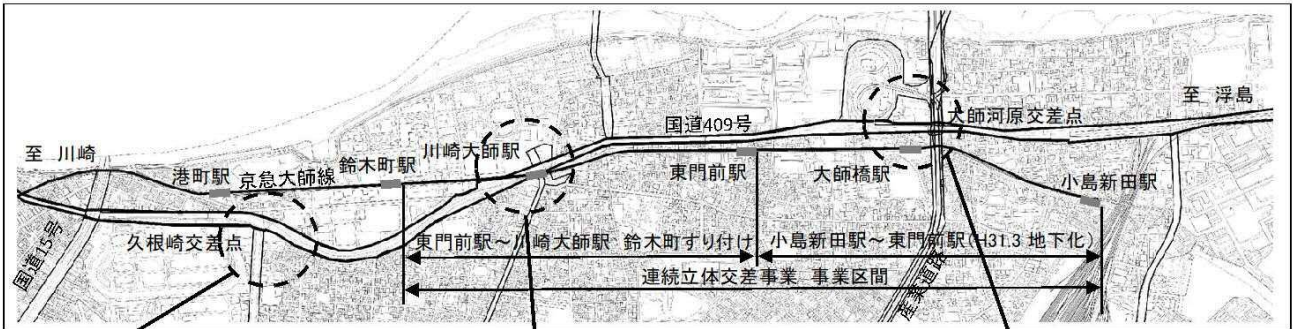 至 川崎
港町駅
京急大師線
鈴木町駅
川崎大師駅
国道409号
大師河原交差点
至 浮島
東門前駅
大師橋駅
小島新田駅
国道15号
久根崎交差点
東門前駅～川崎大師駅 鈴木町すり付け
小島新田駅～東門前駅(H31.3 地下化)
連続立体交差事業 事業区間
産業道路